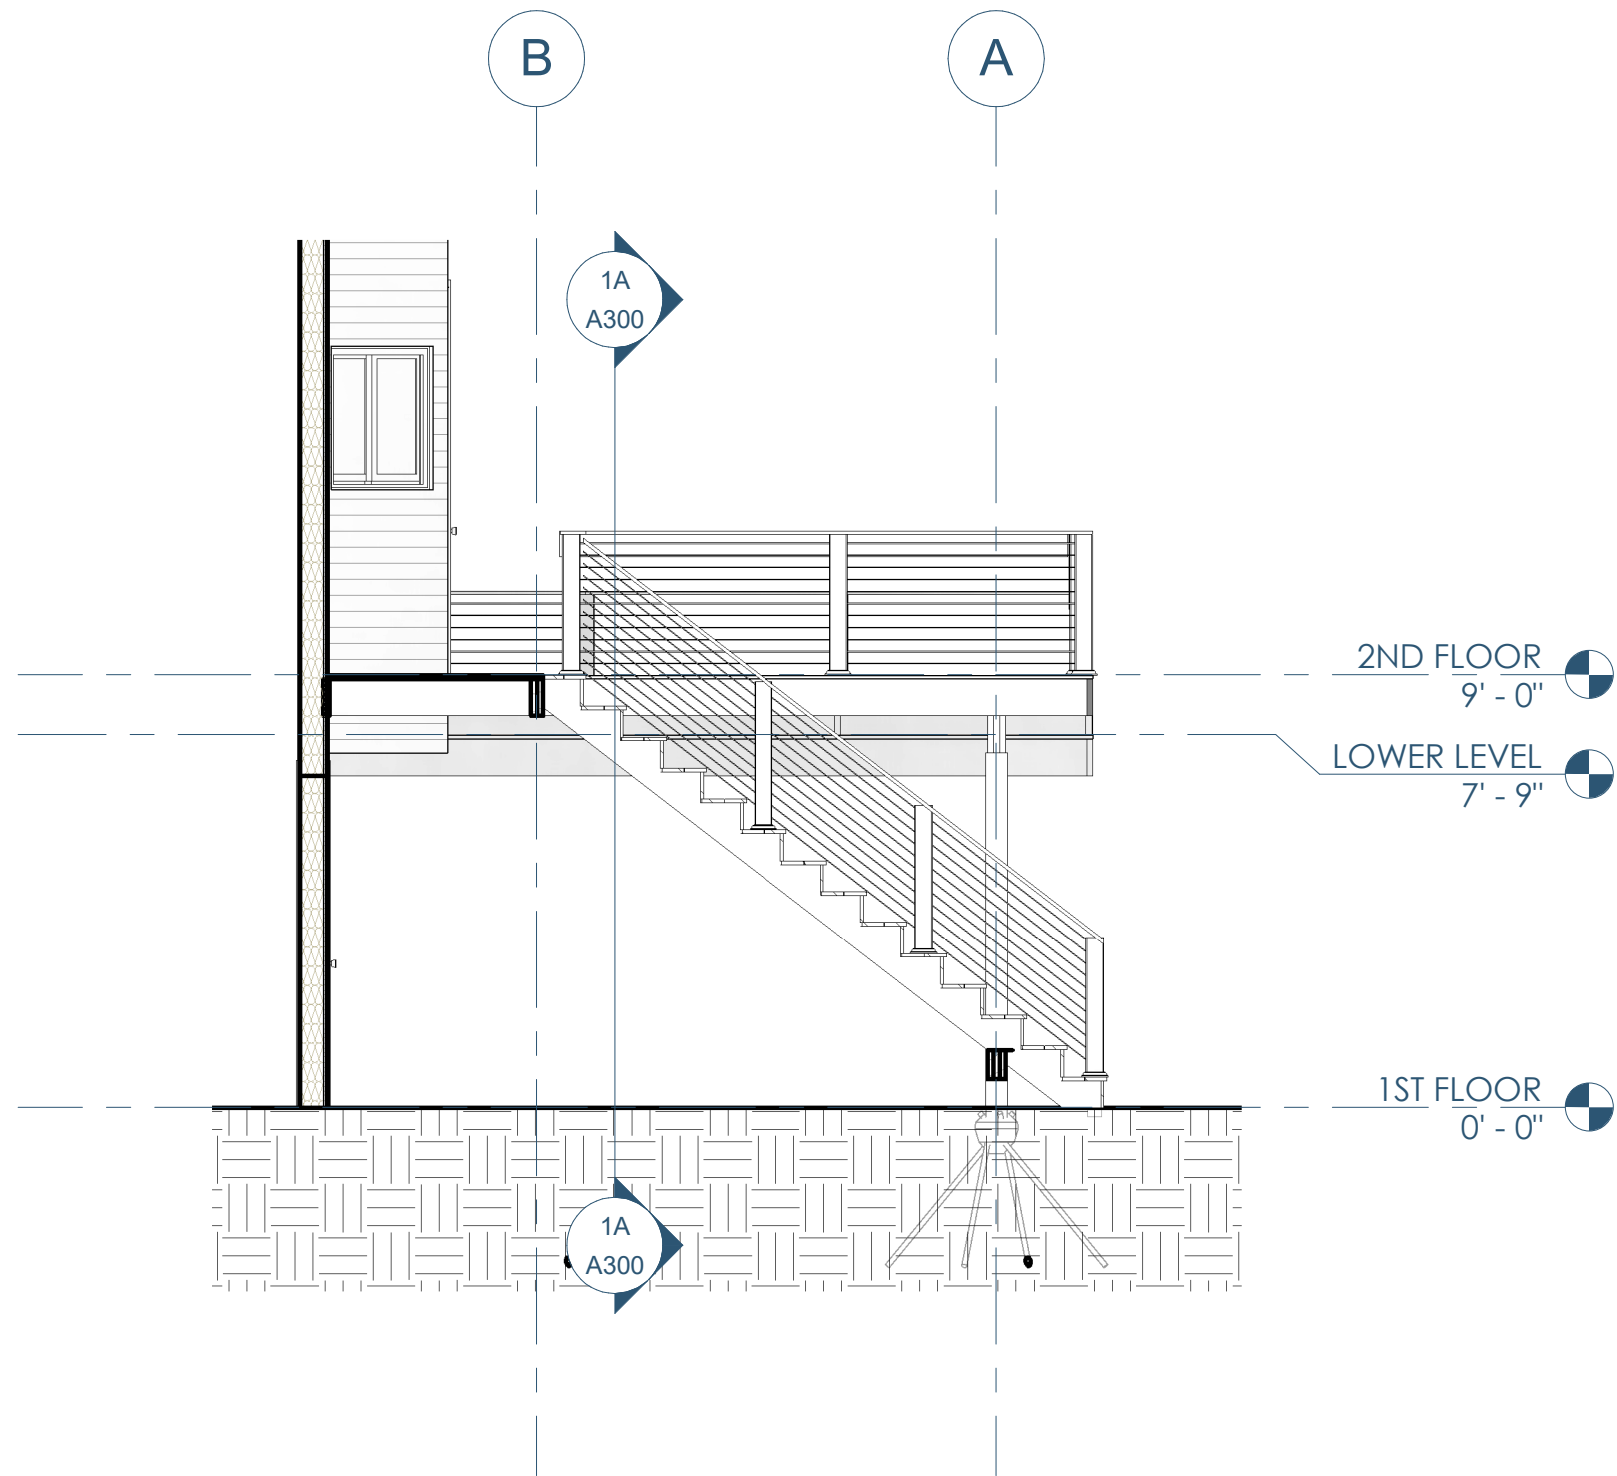 B
A
1A
A300
2ND FLOOR
9' - 0"
LOWER LEVEL
7' - 9"
1ST FLOOR
0' - 0"
1A
A300